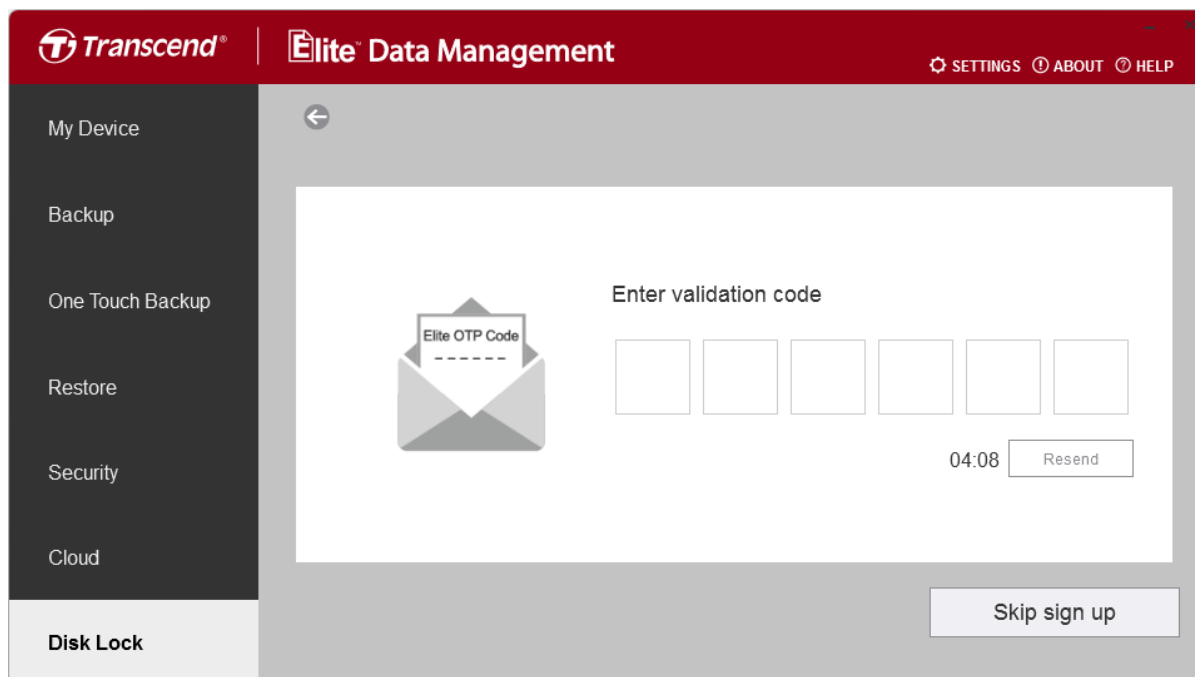 Transcend®
Elite™ Data Management
SETTINGS ABOUT HELP
My Device
Backup
One Touch Backup
Restore
Security
Cloud
Disk Lock
Elite OTP Code
------
Enter validation code
04:08 Resend
Skip sign up